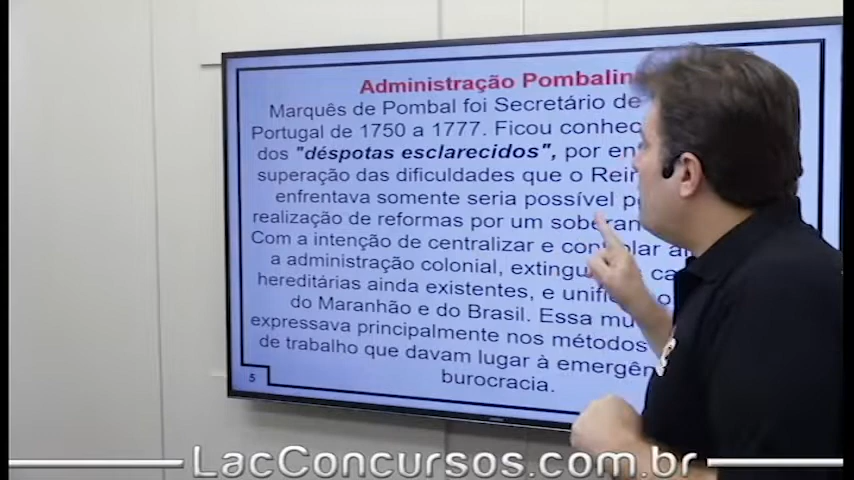 Administração Pombalin
Marquês de Pombal foi Secretário de
Portugal de 1750 a 1777. Ficou conhec
dos "déspotas esclarecidos", por en
superação das dificuldades que o Rein
enfrentava somente seria possível p
realização de reformas por um soberan
Com a intenção de centralizar e controlar a
a administração colonial, extinguiu ca
hereditárias ainda existentes, e unific o
do Maranhão e do Brasil. Essa mu
expressava principalmente nos métodos
de trabalho que davam lugar à emergên
burocracia.
5
LacConcursos.com.br